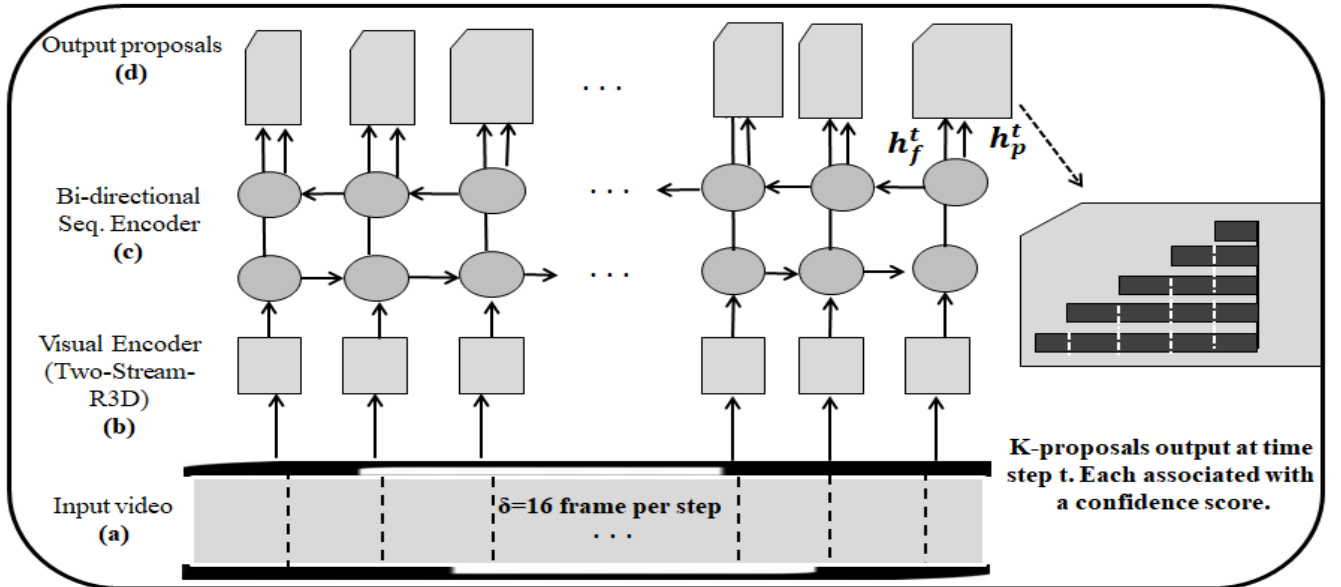 Output proposals
(d)
. . .
h_f^t
h_p^t
Bi-directional
Seq. Encoder
(c)
. . .
. . .
Visual Encoder
(Two-Stream-
R3D)
(b)
K-proposals output at time
step t. Each associated with
a confidence score.
Input video
(a)
δ=16 frame per step
. . .